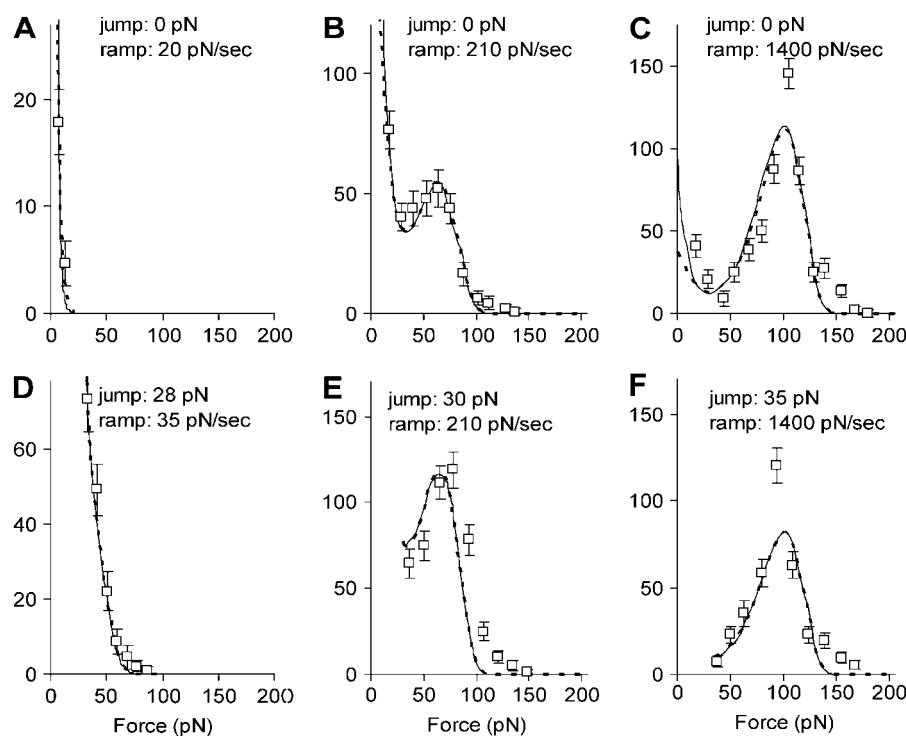 A
jump: 0 pN
ramp: 20 pN/sec
20
10
0
0 50 100 150 200
B
jump: 0 pN
ramp: 210 pN/sec
100
50
0
0 50 100 150 200
C
jump: 0 pN
ramp: 1400 pN/sec
150
100
50
0
0 50 100 150 200
D
jump: 28 pN
ramp: 35 pN/sec
60
40
20
0
0 50 100 150 200
Force (pN)
E
jump: 30 pN
ramp: 210 pN/sec
150
100
50
0
0 50 100 150 200
Force (pN)
F
jump: 35 pN
ramp: 1400 pN/sec
150
100
50
0
0 50 100 150 200
Force (pN)